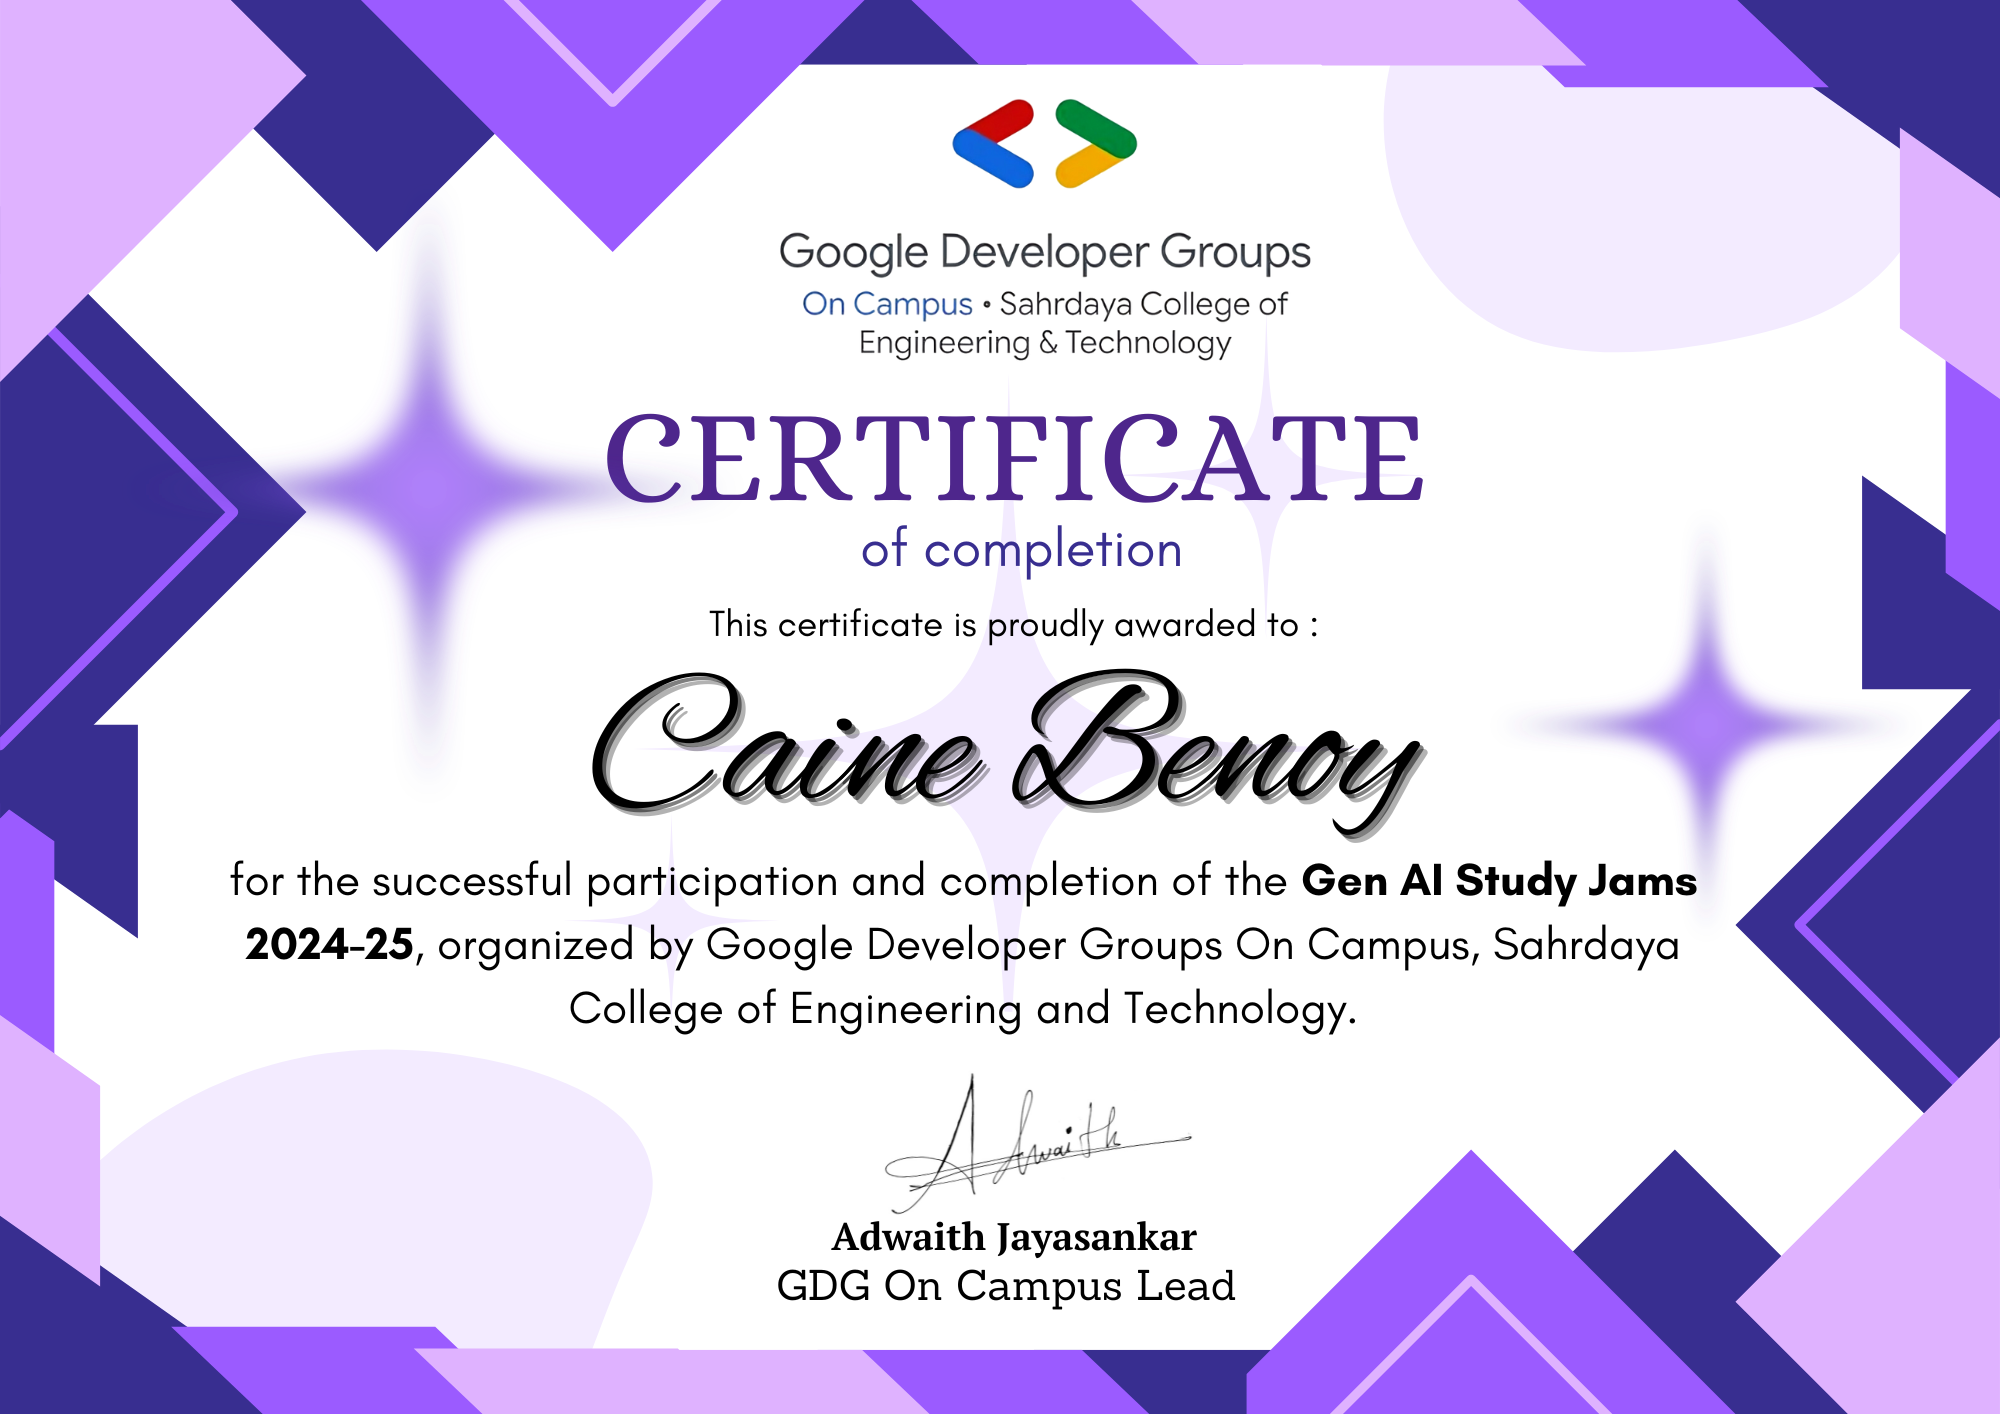 Google Developer Groups
On Campus • Sahrdaya College of
Engineering & Technology
CERTIFICATE
of completion
This certificate is proudly awarded to :
Caine Benoy
for the successful participation and completion of the Gen AI Study Jams
2024-25, organized by Google Developer Groups On Campus, Sahrdaya
College of Engineering and Technology.
Adwaith
Adwaith Jayasankar
GDG On Campus Lead